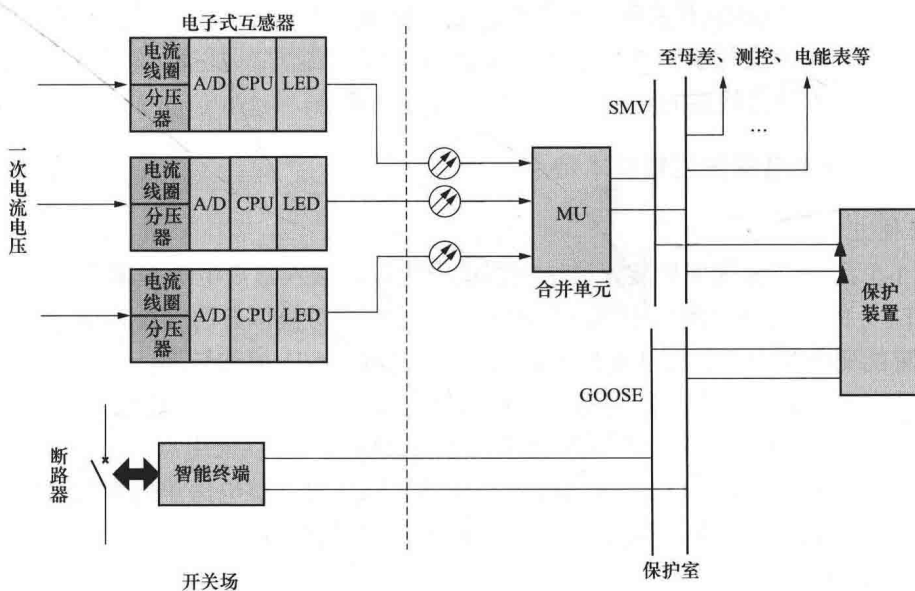 电子式互感器
一次电流电压
电流
线圈
分压
器
A/D
CPU
LED
电流
线圈
分压
器
A/D
CPU
LED
电流
线圈
分压
器
A/D
CPU
LED
MU
合并单元
SMV
至母差、测控、电能表等
…
保护
装置
GOOSE
断路器
智能终端
开关场
保护室